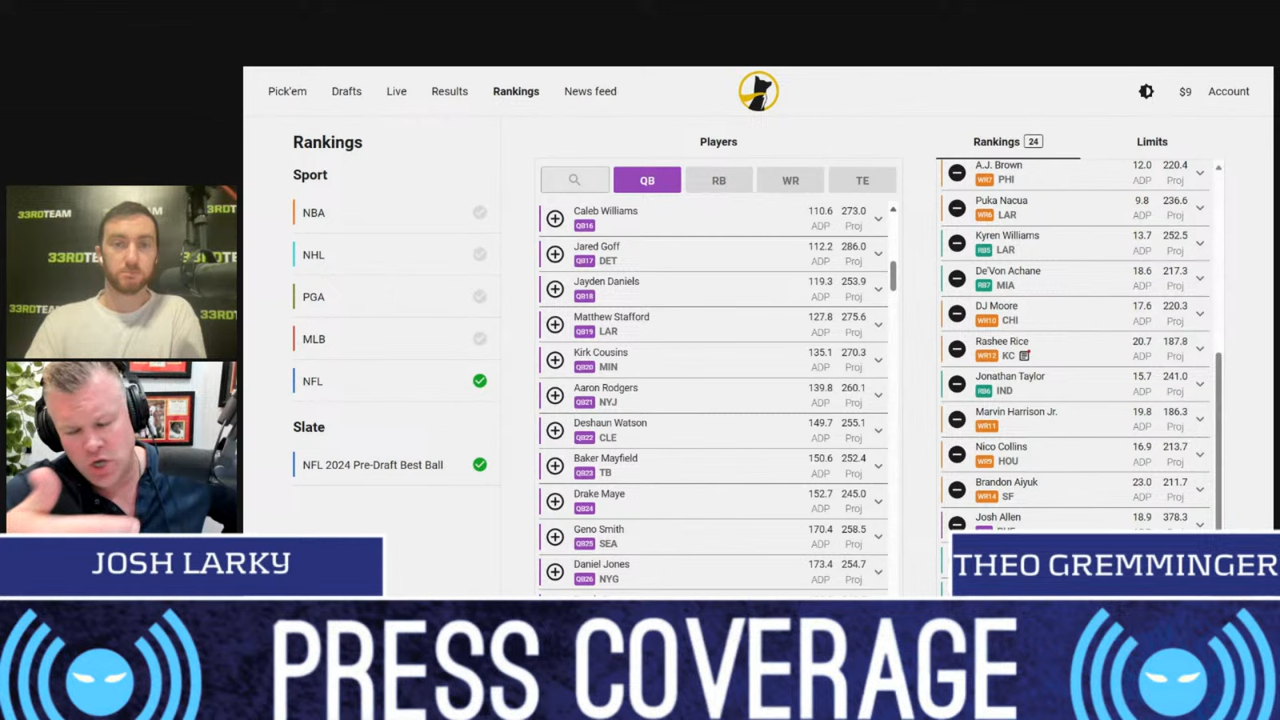 Pick'em Drafts Live Results Rankings News feed $9 Account
Rankings
Sport
NBA
NHL
PGA
MLB
NFL
Slate
NFL 2024 Pre-Draft Best Ball
Players
QB RB WR TE
Caleb Williams 110.6 273.0
QB16 ADP Proj
Jared Goff 112.2 286.0
QB17 DET ADP Proj
Jayden Daniels 119.3 253.9
QB18 ADP Proj
Matthew Stafford 127.8 275.6
QB19 LAR ADP Proj
Kirk Cousins 135.1 270.3
QB20 MIN ADP Proj
Aaron Rodgers 139.8 260.1
QB21 NYJ ADP Proj
Deshaun Watson 149.7 255.1
QB22 CLE ADP Proj
Baker Mayfield 150.6 252.4
QB23 TB ADP Proj
Drake Maye 152.7 245.0
QB24 ADP Proj
Geno Smith 170.4 258.5
QB25 SEA ADP Proj
Daniel Jones 173.4 254.7
QB26 NYG ADP Proj
Rankings 24 Limits
A.J. Brown 12.0 220.4
WR7 PHI ADP Proj
Puka Nacua 9.8 236.6
WR6 LAR ADP Proj
Kyren Williams 13.7 252.5
RB5 LAR ADP Proj
De'Von Achane 18.6 217.3
RB7 MIA ADP Proj
DJ Moore 17.6 220.3
WR10 CHI ADP Proj
Rashee Rice 20.7 187.8
WR12 KC ADP Proj
Jonathan Taylor 15.7 241.0
RB6 IND ADP Proj
Marvin Harrison Jr. 19.8 186.3
WR11 ADP Proj
Nico Collins 16.9 213.7
WR9 HOU ADP Proj
Brandon Aiyuk 23.0 211.7
WR14 SF ADP Proj
Josh Allen 18.9 378.3
33RDTEAM
JOSH LARKY
THEO GREMMINGER
PRESS COVERAGE